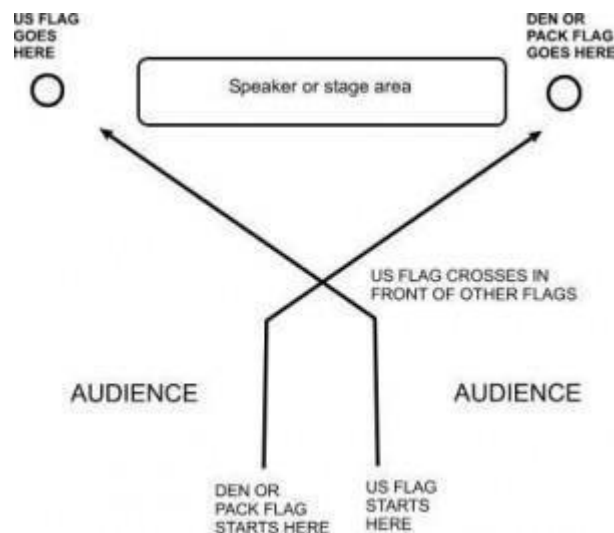 US FLAG
GOES
HERE
DEN OR
PACK FLAG
GOES HERE
Speaker or stage area
US FLAG CROSSES IN
FRONT OF OTHER FLAGS
AUDIENCE
AUDIENCE
DEN OR
PACK FLAG
STARTS HERE
US FLAG
STARTS
HERE